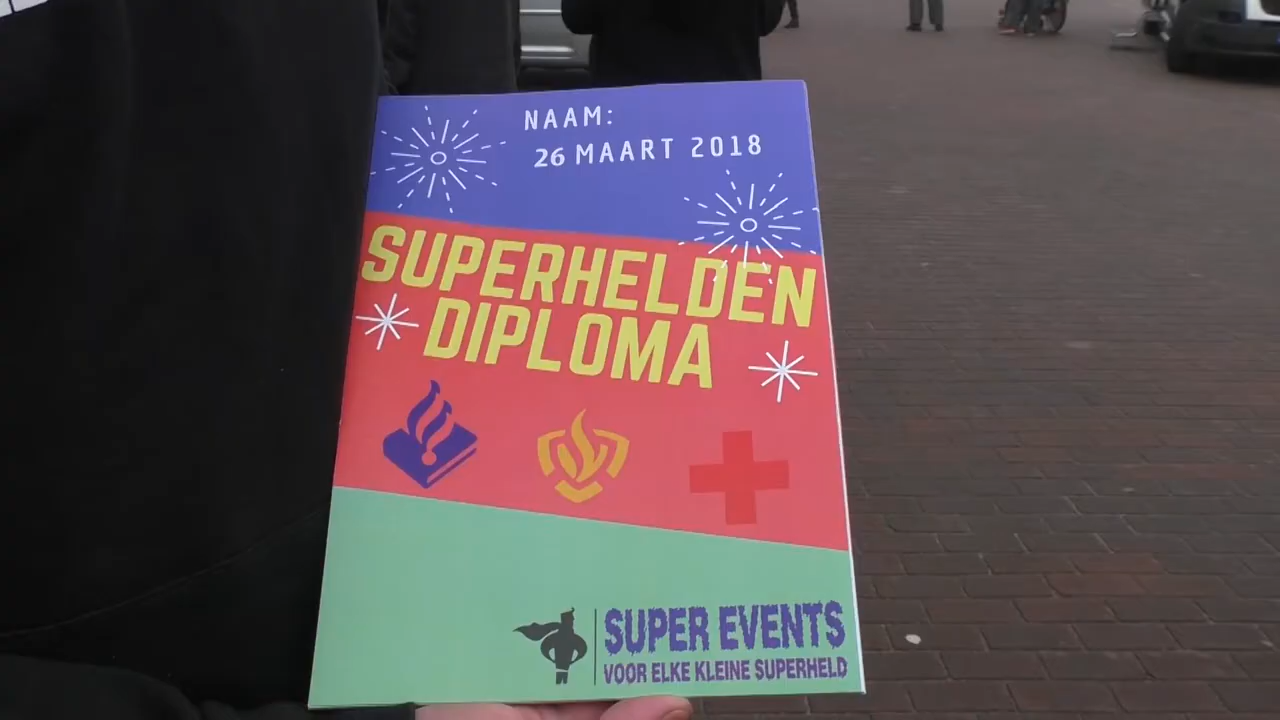 NAAM:
26 MAART 2018
SUPERHELDEN
DIPLOMA
SUPER EVENTS
VOOR ELKE KLEINE SUPERHELD